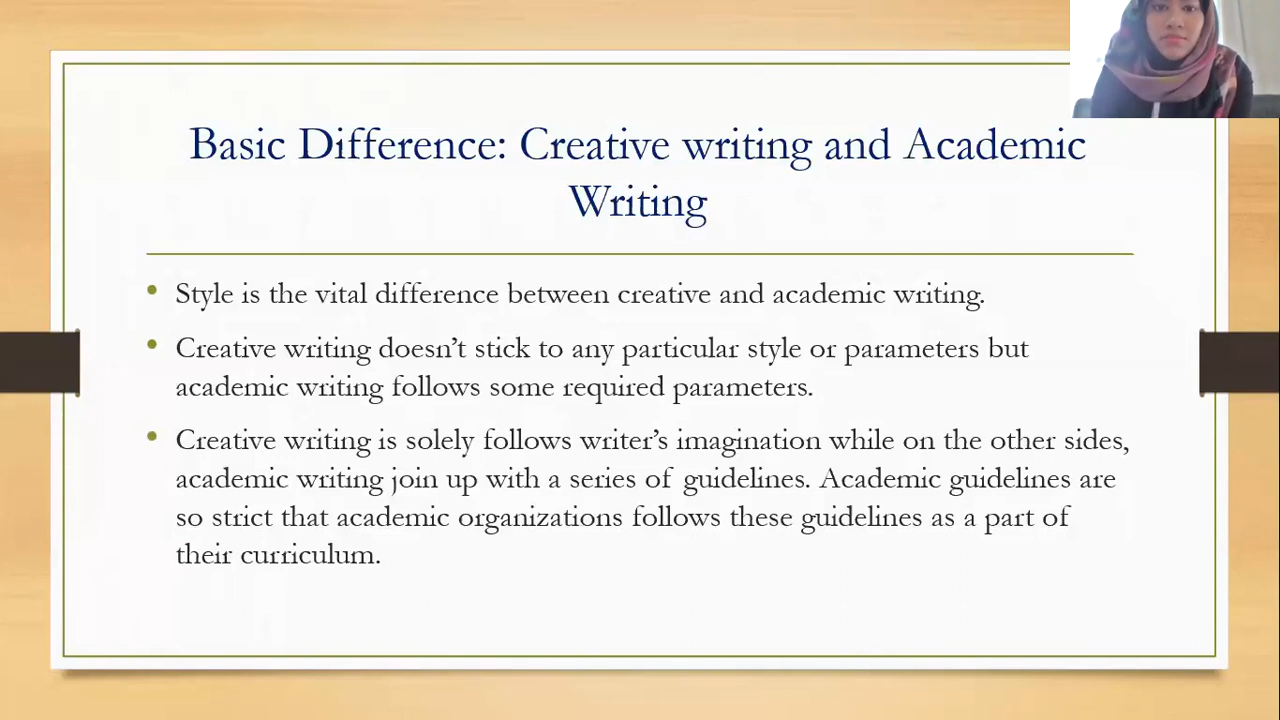 Basic Difference: Creative writing and Academic
Writing
• Style is the vital difference between creative and academic writing.
• Creative writing doesn’t stick to any particular style or parameters but
academic writing follows some required parameters.
• Creative writing is solely follows writer’s imagination while on the other sides,
academic writing join up with a series of guidelines. Academic guidelines are
so strict that academic organizations follows these guidelines as a part of
their curriculum.